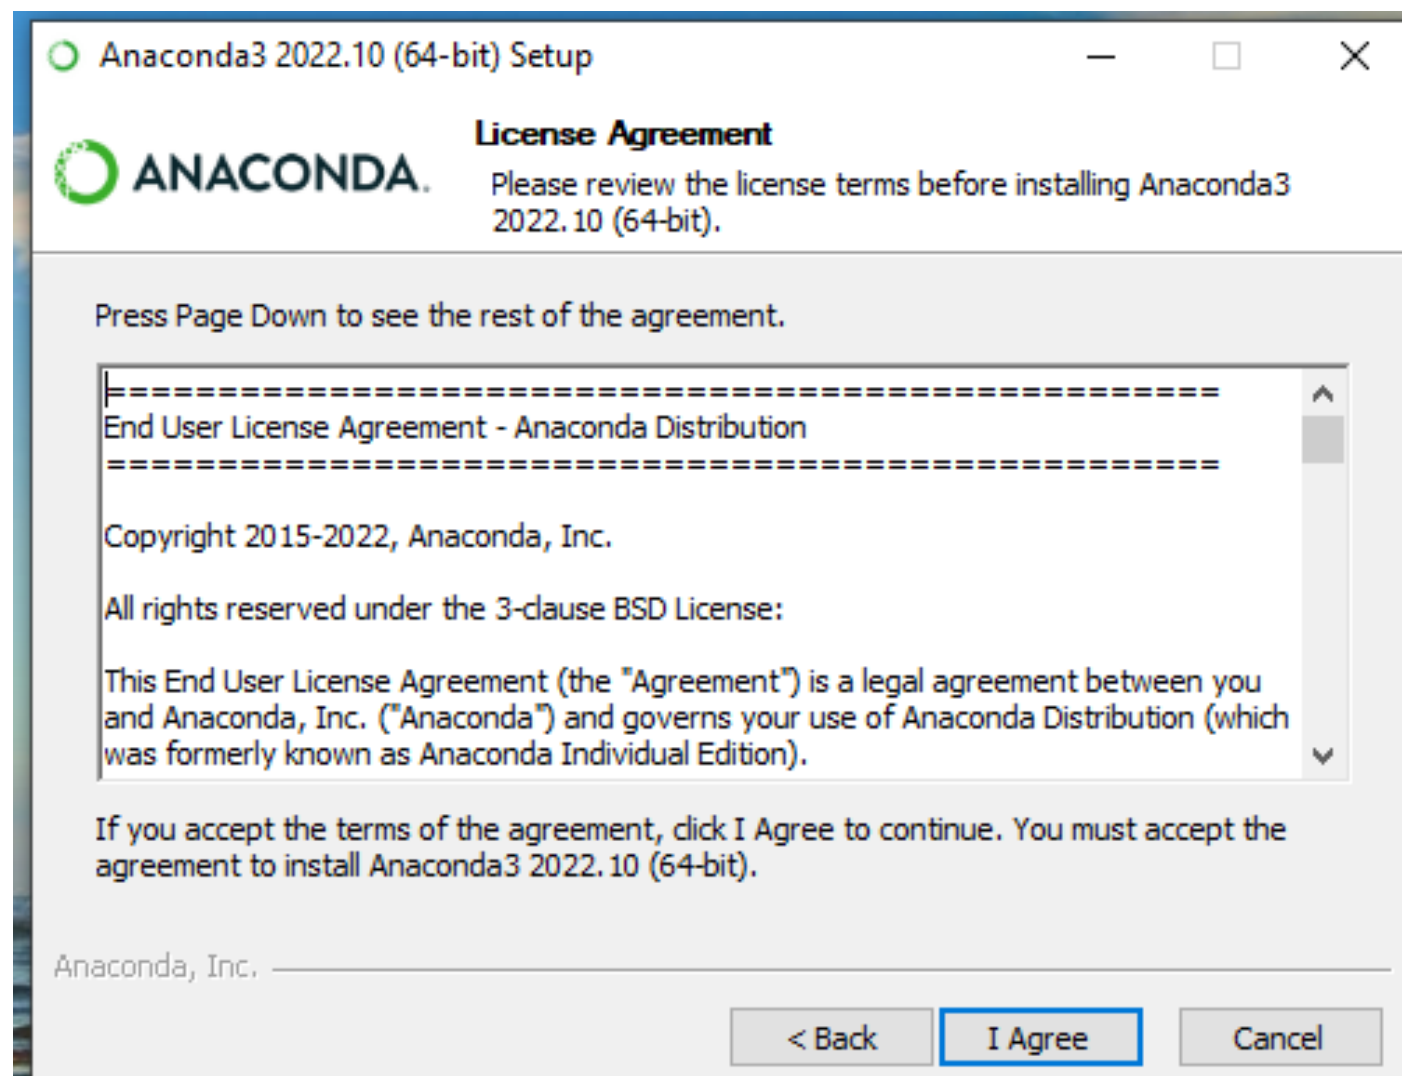 Anaconda3 2022.10 (64-bit) Setup
ANACONDA.
License Agreement
Please review the license terms before installing Anaconda3
2022.10 (64-bit).
Press Page Down to see the rest of the agreement.
====================================================
End User License Agreement - Anaconda Distribution
====================================================
Copyright 2015-2022, Anaconda, Inc.
All rights reserved under the 3-clause BSD License:
This End User License Agreement (the "Agreement") is a legal agreement between you
and Anaconda, Inc. ("Anaconda") and governs your use of Anaconda Distribution (which
was formerly known as Anaconda Individual Edition).
If you accept the terms of the agreement, click I Agree to continue. You must accept the
agreement to install Anaconda3 2022.10 (64-bit).
Anaconda, Inc.
< Back
I Agree
Cancel